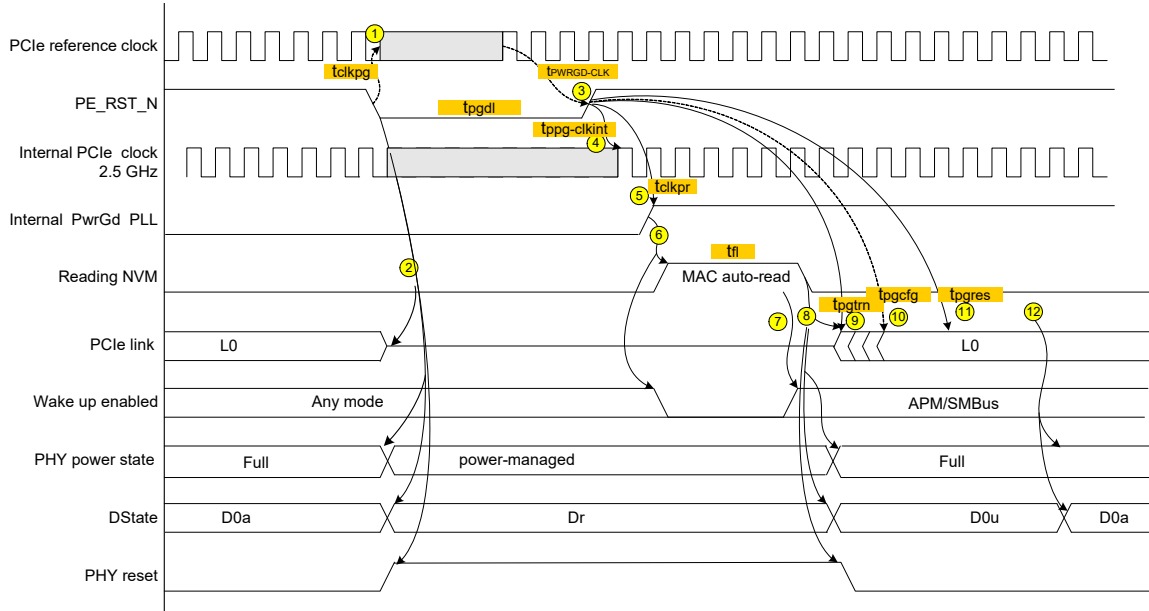 PCIe reference clock
1
tclkpg
tPWRGD-CLK
3
PE_RST_N
tpgdl
tppg-clkint
4
Internal PCIe clock
2.5 GHz
tclkpr
5
Internal PwrGd PLL
6
tfl
Reading NVM
2
MAC auto-read
tpgtrn
tpgcfg
tpgres
7
8
9
10
11
12
PCIe link
L0
L0
Wake up enabled
Any mode
APM/SMBus
PHY power state
Full
power-managed
Full
DState
D0a
Dr
D0u
D0a
PHY reset